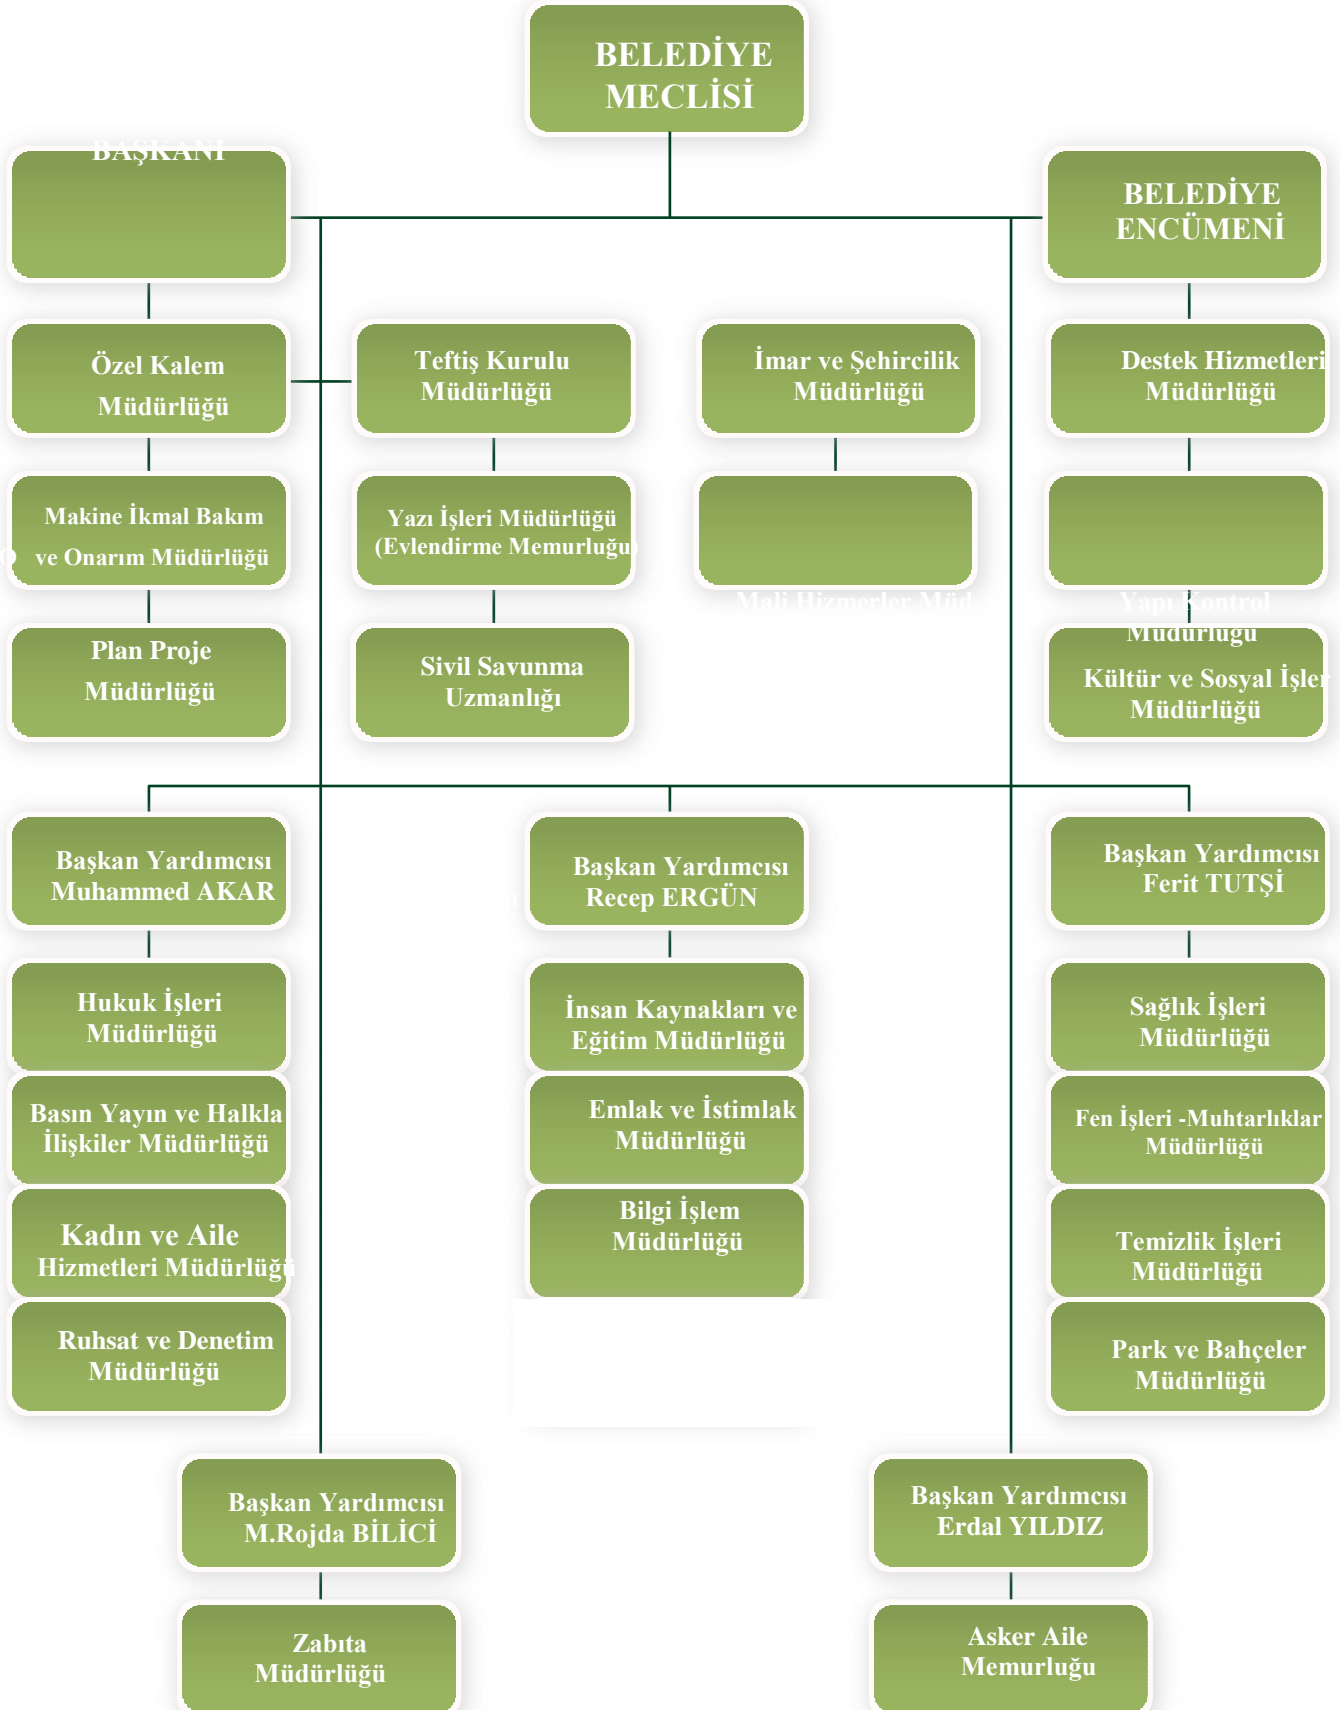 BELEDİYE
MECLİSİ
BAŞKANI
BELEDİYE
ENCÜMENİ
Özel Kalem
Müdürlüğü
Teftiş Kurulu
Müdürlüğü
İmar ve Şehircilik
Müdürlüğü
Destek Hizmetleri
Müdürlüğü
Makine İkmal Bakım
ve Onarım Müdürlüğü
Yazı İşleri Müdürlüğü
(Evlendirme Memurluğu)
Mali Hizmerler Müd.
Yapı Kontrol
Müdürlüğü
Plan Proje
Müdürlüğü
Sivil Savunma
Uzmanlığı
Kültür ve Sosyal İşler
Müdürlüğü
Başkan Yardımcısı
Muhammed AKAR
Başkan Yardımcısı
Recep ERGÜN
Başkan Yardımcısı
Ferit TUTŞİ
Hukuk İşleri
Müdürlüğü
Basın Yayın ve Halkla
İlişkiler Müdürlüğü
Kadın ve Aile
Hizmetleri Müdürlüğü
Ruhsat ve Denetim
Müdürlüğü
İnsan Kaynakları ve
Eğitim Müdürlüğü
Emlak ve İstimlak
Müdürlüğü
Bilgi İşlem
Müdürlüğü
Sağlık İşleri
Müdürlüğü
Fen İşleri -Muhtarlıklar
Müdürlüğü
Temizlik İşleri
Müdürlüğü
Park ve Bahçeler
Müdürlüğü
Başkan Yardımcısı
M.Rojda BİLİCİ
Başkan Yardımcısı
Erdal YILDIZ
Zabıta
Müdürlüğü
Asker Aile
Memurluğu